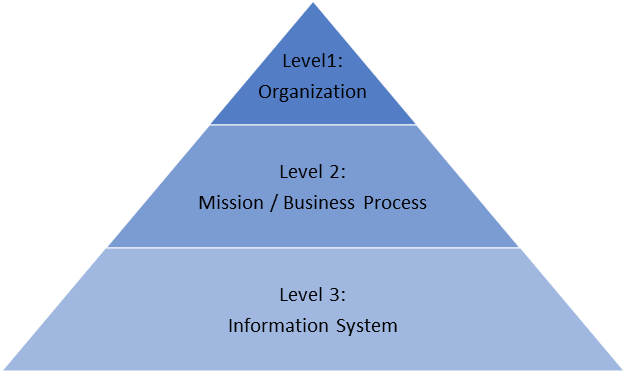 Level1:
Organization
Level 2:
Mission / Business Process
Level 3:
Information System